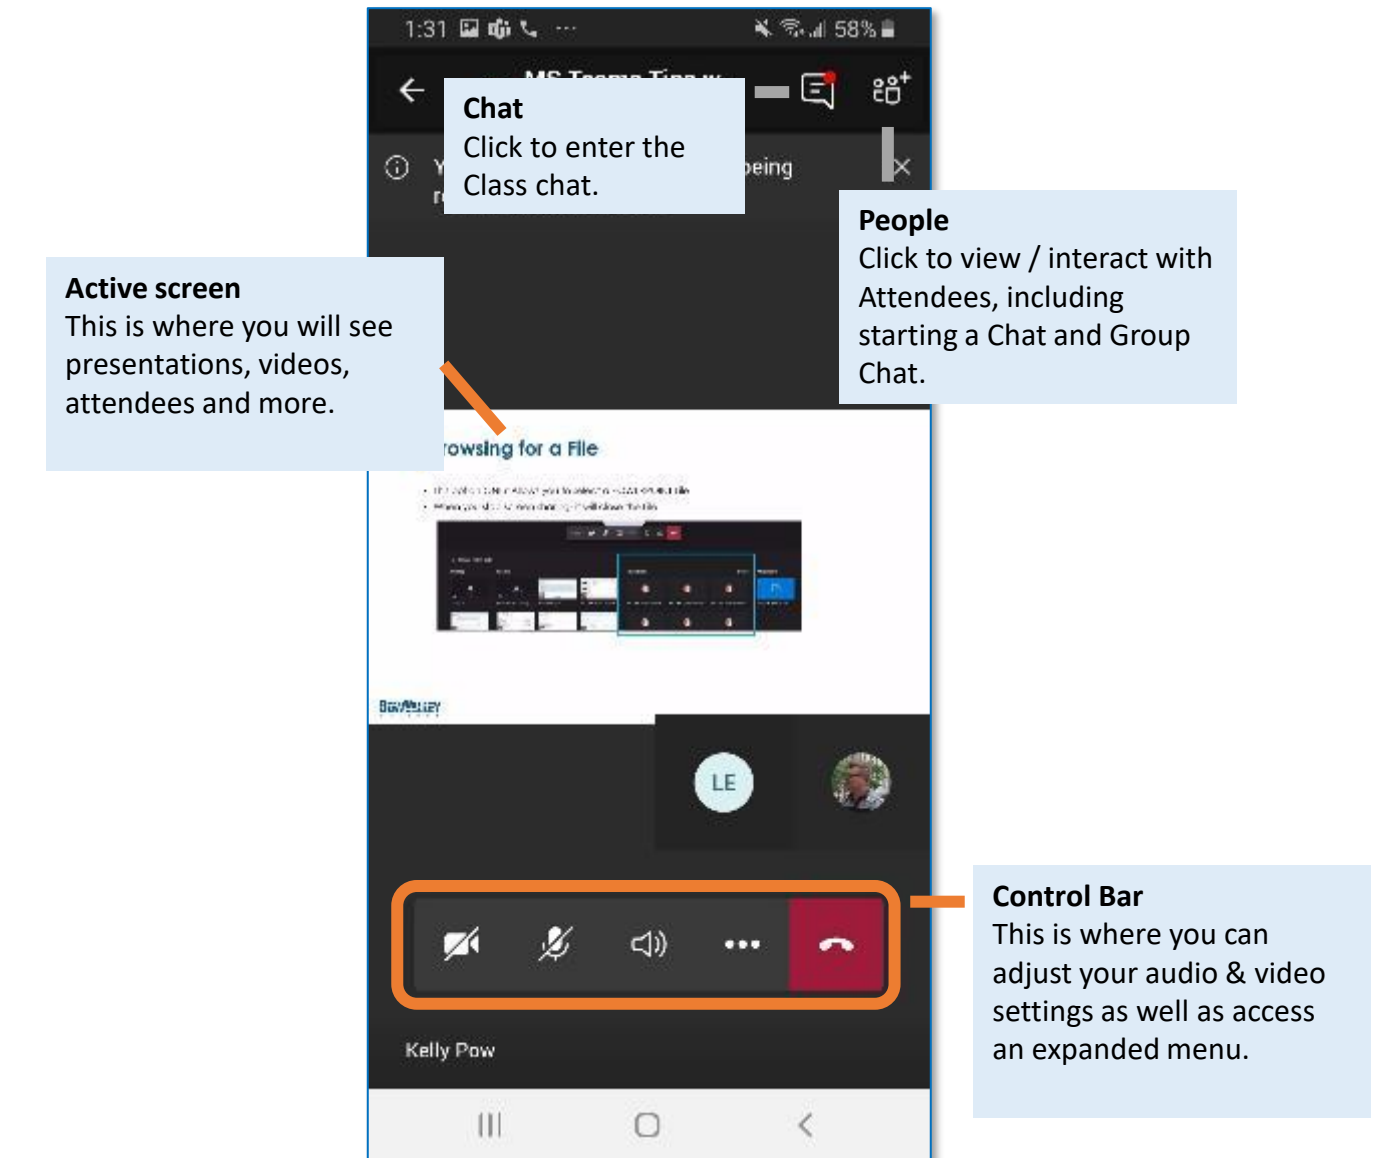 1:31
58%
Chat
Click to enter the
Class chat.
being
People
Click to view / interact with
Attendees, including
starting a Chat and Group
Chat.
Active screen
This is where you will see
presentations, videos,
attendees and more.
rowsing for a File
BOW VALLEY
LE
Control Bar
This is where you can
adjust your audio & video
settings as well as access
an expanded menu.
Kelly Pow